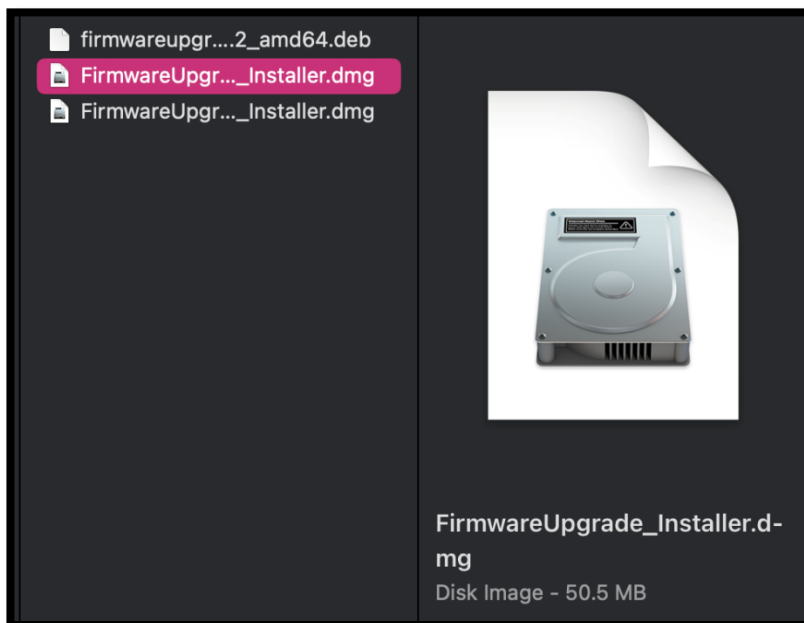 firmwareupgr....2_amd64.deb
FirmwareUpgr..._Installer.dmg
FirmwareUpgr..._Installer.dmg
FirmwareUpgrade_Installer.d-
mg
Disk Image - 50.5 MB